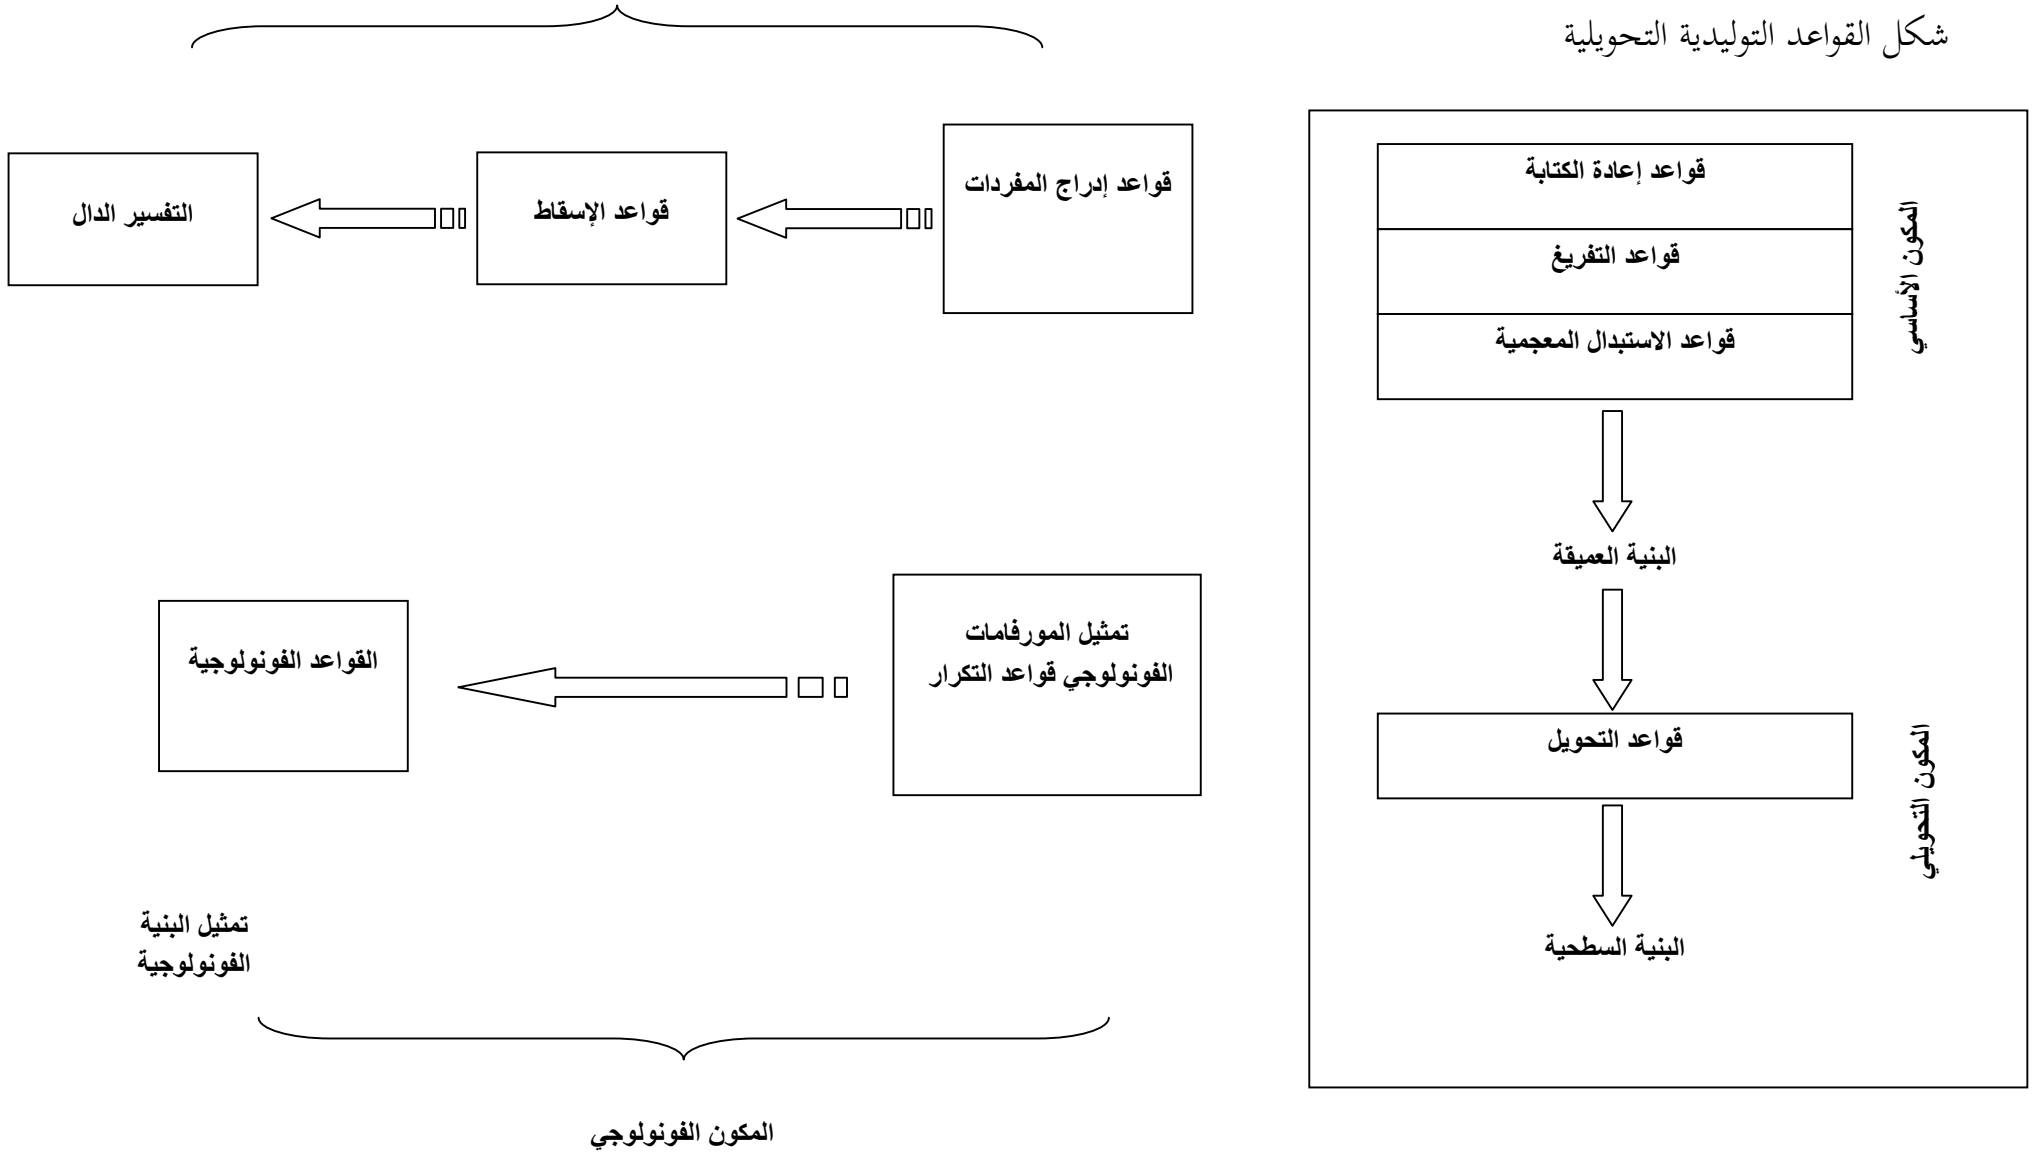 شكل القواعد التوليدية التحويلية
قواعد إعادة الكتابة
قواعد التفريغ
قواعد الاستبدال المعجمية
المكون الأساسي
البنية العميقة
قواعد التحويل
المكون التحويلي
البنية السطحية
قواعد إدراج المفردات
قواعد الإسقاط
التفسير الدال
تمثيل المورفامات
الفونولوجي قواعد التكرار
القواعد الفونولوجية
تمثيل البنية
الفونولوجية
المكون الفونولوجي